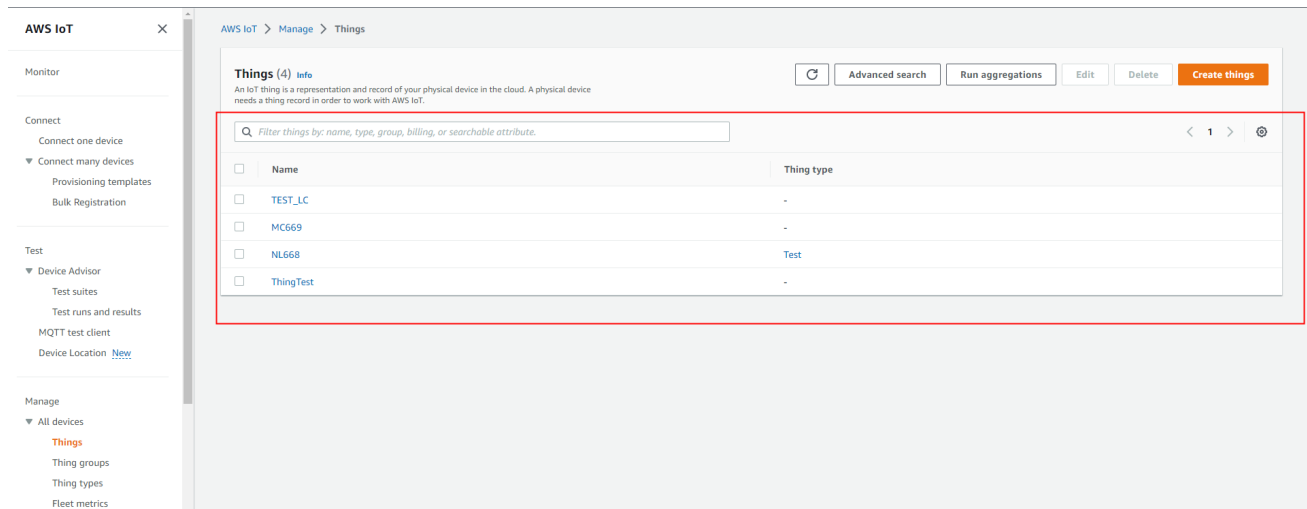 AWS IoT
Monitor
Connect
Connect one device
Connect many devices
Provisioning templates
Bulk Registration
Test
Device Advisor
Test suites
Test runs and results
MQTT test client
Device Location New
Manage
All devices
Things
Thing groups
Thing types
Fleet metrics
AWS IoT > Manage > Things
Things (4) Info
An IoT thing is a representation and record of your physical device in the cloud. A physical device
needs a thing record in order to work with AWS IoT.
Advanced search Run aggregations Edit Delete Create things
Filter things by: name, type, group, billing, or searchable attribute.
< 1 >
Name Thing type
TEST_LC -
MC669 -
NL668 Test
ThingTest -